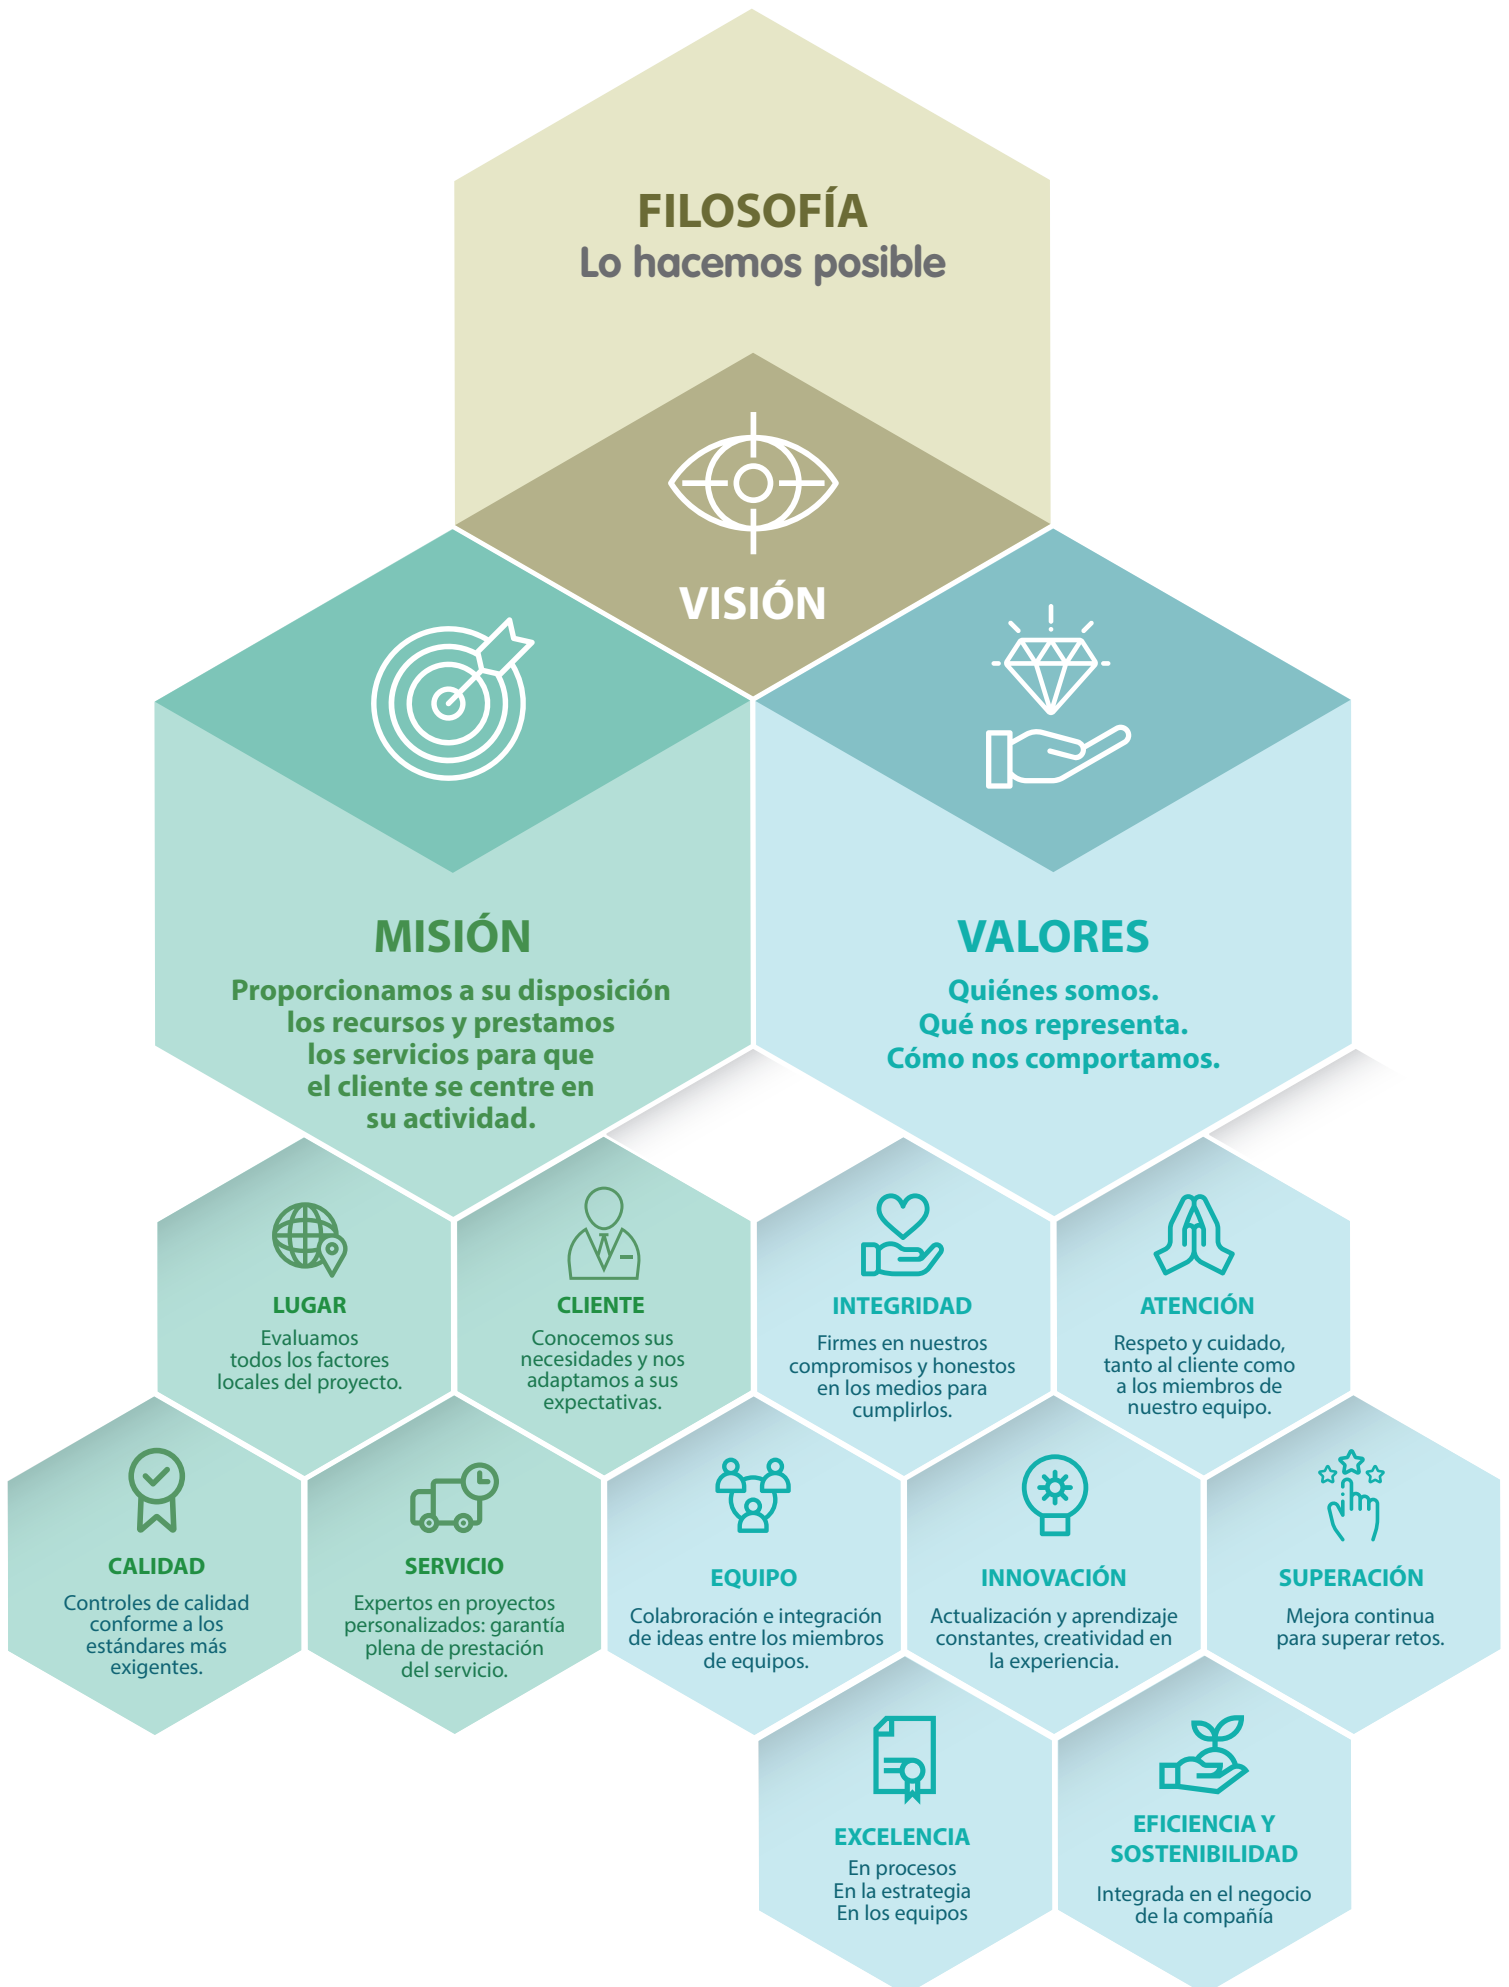 FILOSOFÍA
Lo hacemos posible
VISIÓN
MISIÓN
Proporcionamos a su disposición
los recursos y prestamos
los servicios para que
el cliente se centre en
su actividad.
VALORES
Quiénes somos.
Qué nos representa.
Cómo nos comportamos.
LUGAR
Evaluamos
todos los factores
locales del proyecto.
CLIENTE
Conocemos sus
necesidades y nos
adaptamos a sus
expectativas.
INTEGRIDAD
Firmes en nuestros
compromisos y honestos
en los medios para
cumplirlos.
ATENCIÓN
Respeto y cuidado,
tanto al cliente como
a los miembros de
nuestro equipo.
CALIDAD
Controles de calidad
conforme a los
estándares más
exigentes.
SERVICIO
Expertos en proyectos
personalizados: garantía
plena de prestación
del servicio.
EQUIPO
Colabroración e integración
de ideas entre los miembros
de equipos.
INNOVACIÓN
Actualización y aprendizaje
constantes, creatividad en
la experiencia.
SUPERACIÓN
Mejora continua
para superar retos.
EXCELENCIA
En procesos
En la estrategia
En los equipos
EFICIENCIA Y
SOSTENIBILIDAD
Integrada en el negocio
de la compañía